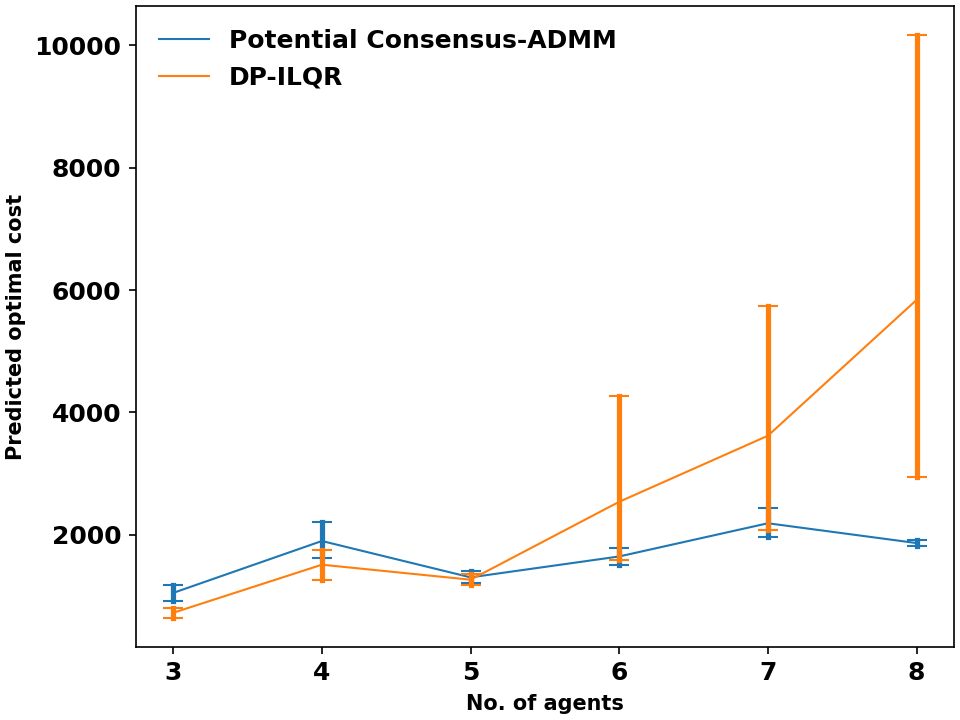 Potential Consensus-ADMM
DP-ILQR
10000
8000
6000
4000
2000
Predicted optimal cost
3 4 5 6 7 8
No. of agents